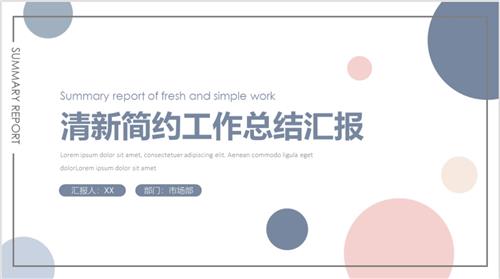 SUMMARY REPORT
Summary report of fresh and simple work
清新简约工作总结汇报
Lorem ipsum dolor sit amet, consectetuer adipiscing elit. Aenean commodo ligula eget
dolorLorem ipsum dolor sit amet,
汇报人：XX
部门：市场部